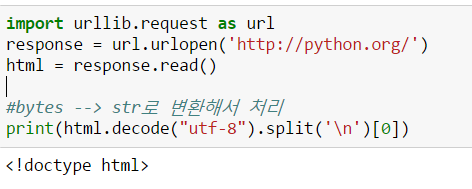 import urllib.request as url
response = url.urlopen('http://python.org/')
html = response.read()
#bytes --> str로 변환해서 처리
print(html.decode("utf-8").split('\n')[0])
<!doctype html>